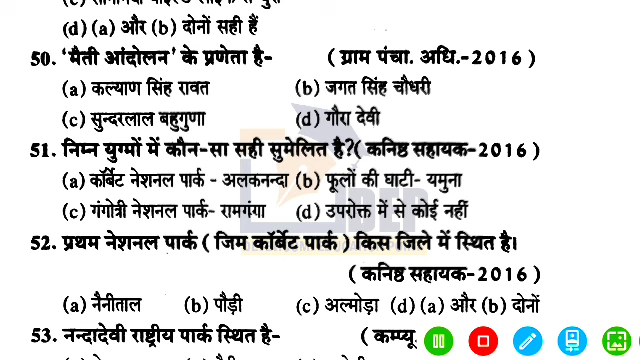 (d) (a) और (b) दोनों सही हैं
50. 'मैती आंदोलन' के प्रणेता है- (ग्राम पंचा. अधि.-2016)
(a) कल्याण सिंह रावत (b) जगत सिंह चौधरी
(c) सुन्दरलाल बहुगुणा (d) गौरा देवी
51. निम्न युग्मों में कौन-सा सही सुमेलित है? (कनिष्ठ सहायक-2016)
(a) कॉर्बेट नेशनल पार्क - अलकनन्दा (b) फूलों की घाटी- यमुना
(c) गंगोत्री नेशनल पार्क- रामगंगा (d) उपरोक्त में से कोई नहीं
52. प्रथम नेशनल पार्क (जिम कॉर्बेट पार्क) किस जिले में स्थित है।
(कनिष्ठ सहायक-2016)
(a) नैनीताल (b) पौड़ी (c) अल्मोड़ा (d) (a) और (b) दोनों
53. नन्दादेवी राष्ट्रीय पार्क स्थित है- (कम्प्यू.